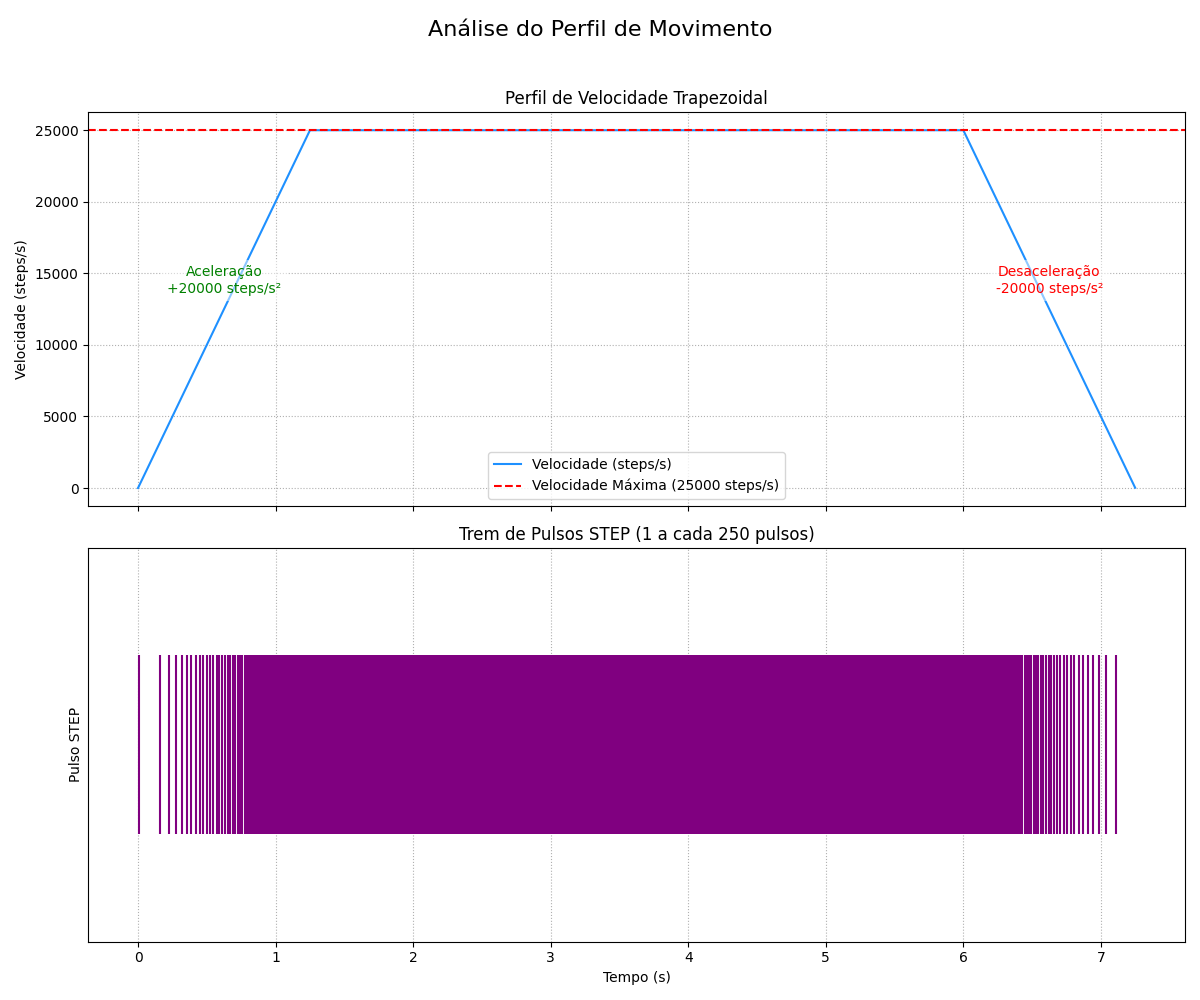 Análise do Perfil de Movimento
Perfil de Velocidade Trapezoidal
25000
20000
15000
10000
5000
0
Velocidade (steps/s)
Aceleração
+20000 steps/s²
Desaceleração
-20000 steps/s²
Velocidade (steps/s)
Velocidade Máxima (25000 steps/s)
Trem de Pulsos STEP (1 a cada 250 pulsos)
Pulso STEP
0 1 2 3 4 5 6 7
Tempo (s)